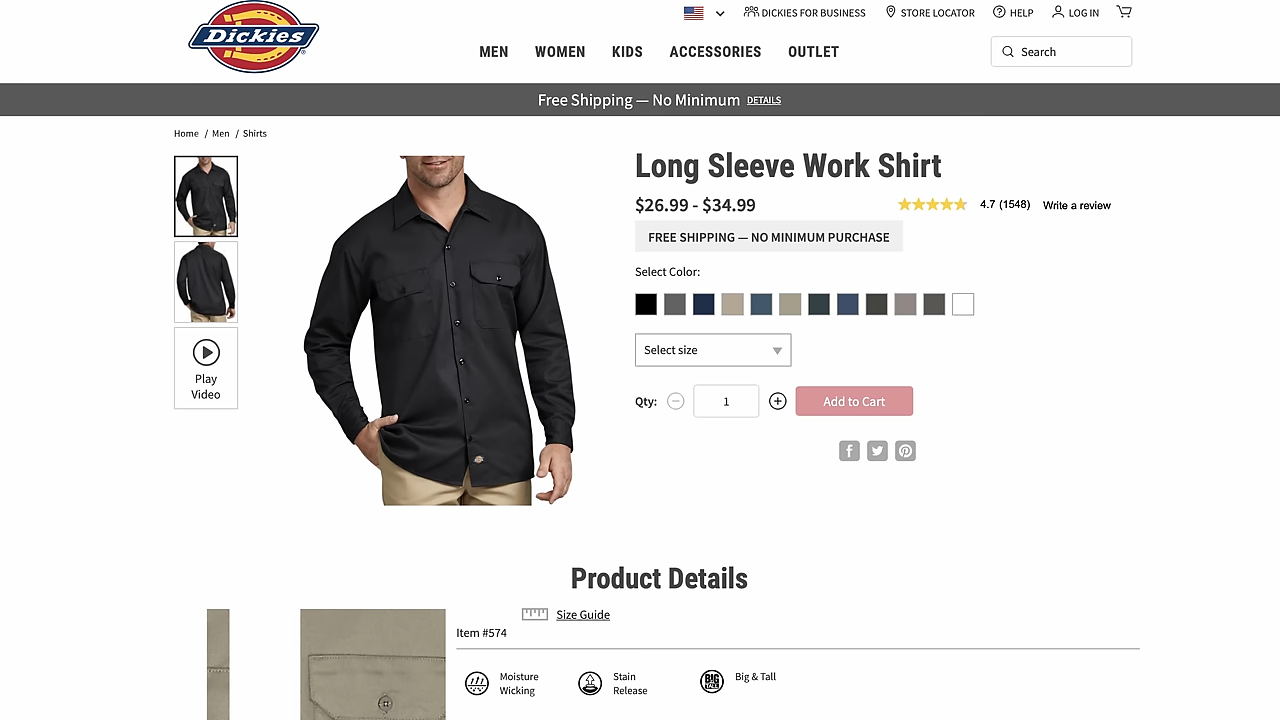 Dickies
DICKIES FOR BUSINESS
STORE LOCATOR
HELP
LOG IN
MEN
WOMEN
KIDS
ACCESSORIES
OUTLET
Search
Free Shipping — No Minimum DETAILS
Home / Men / Shirts
Long Sleeve Work Shirt
$26.99 - $34.99
4.7 (1548)
Write a review
FREE SHIPPING — NO MINIMUM PURCHASE
Select Color:
Select size
Play
Video
Qty:
1
Add to Cart
Product Details
Size Guide
Item #574
Moisture
Wicking
Stain
Release
BIG
Big & Tall